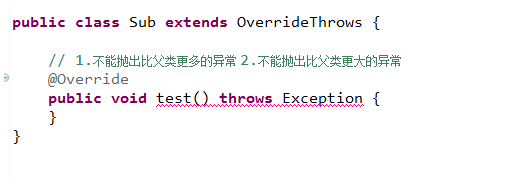 public class Sub extends OverrideThrows {
// 1.不能抛出比父类更多的异常 2.不能抛出比父类更大的异常
@Override
public void test() throws Exception {
}
}